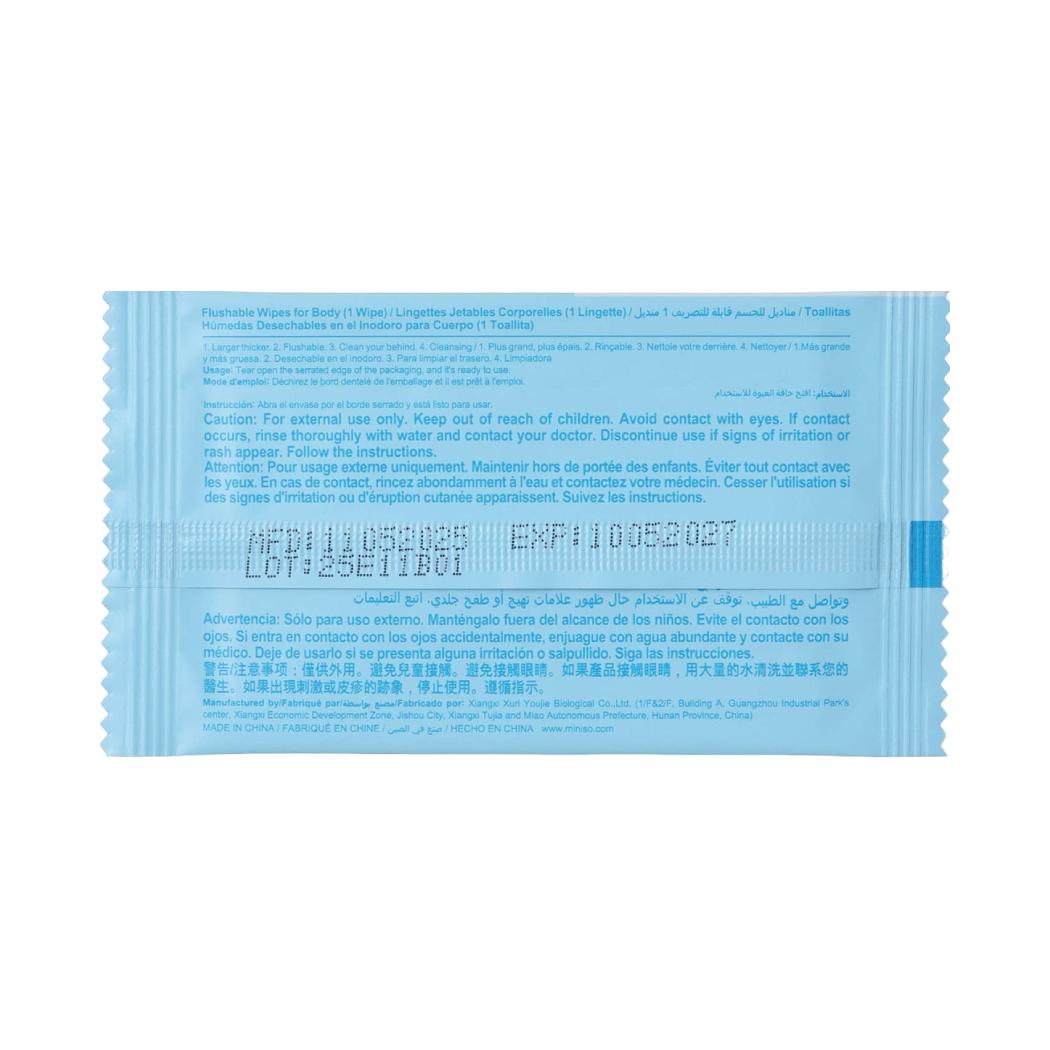 Flushable Wipes for Body (1 Wipe) / Lingettes Jetables Corporelles (1 Lingette) / مناديل للجسم قابلة للتصريف 1 منديل / Toallitas
Húmedas Desechables en el Inodoro para Cuerpo (1 Toallita)
1. Larger thicker. 2. Flushable. 3. Clean your behind. 4. Cleansing / 1. Plus grand, plus épais. 2. Rinçable. 3. Nettoie votre derrière. 4. Nettoyer / 1.Más grande
y más gruesa. 2. Desechable en el inodoro. 3. Para limpiar el trasero. 4. Limpiadora
Usage: Tear open the serrated edge of the packaging, and it's ready to use.
Mode d'emploi: Déchirez le bord dentelé de l'emballage et il est prêt à l'emploi.
الاستخدام: افتح حافة العبوة للاستخدام
Instrucción: Abra el envase por el borde serrado y está listo para usar.
Caution: For external use only. Keep out of reach of children. Avoid contact with eyes. If contact
occurs, rinse thoroughly with water and contact your doctor. Discontinue use if signs of irritation or
rash appear. Follow the instructions.
Attention: Pour usage externe uniquement. Maintenir hors de portée des enfants. Éviter tout contact avec
les yeux. En cas de contact, rincez abondamment à l'eau et contactez votre médecin. Cesser l'utilisation si
des signes d'irritation ou d'éruption cutanée apparaissent. Suivez les instructions.
MFD:11052025 EXP:10052027
LOT:25E11B01
وتواصل مع الطبيب. توقف عن الاستخدام حال ظهور علامات تهيج أو طفح جلدي. اتبع التعليمات
Advertencia: Sólo para uso externo. Manténgalo fuera del alcance de los niños. Evite el contacto con los
ojos. Si entra en contacto con los ojos accidentalmente, enjuague con agua abundante y contacte con su
médico. Deje de usarlo si se presenta alguna irritación o salpullido. Siga las instrucciones.
警告/注意事项：僅供外用。避免兒童接觸。避免接觸眼睛。如果產品接觸眼睛，用大量的水清洗並聯系您的
醫生。如果出現刺激或皮疹的跡象，停止使用。遵循指示。
Manufactured by/Fabriqué par/مصنع بواسطة/Fabricado por: Xiangxi Xuri Youjie Biological Co.,Ltd. (1/F&2/F, Building A, Guangzhou Industrial Park's
center, Xiangxi Economic Development Zone, Jishou City, Xiangxi Tujia and Miao Autonomous Prefecture, Hunan Province, China)
MADE IN CHINA / FABRIQUÉ EN CHINE / صنع في الصين / HECHO EN CHINA www.miniso.com